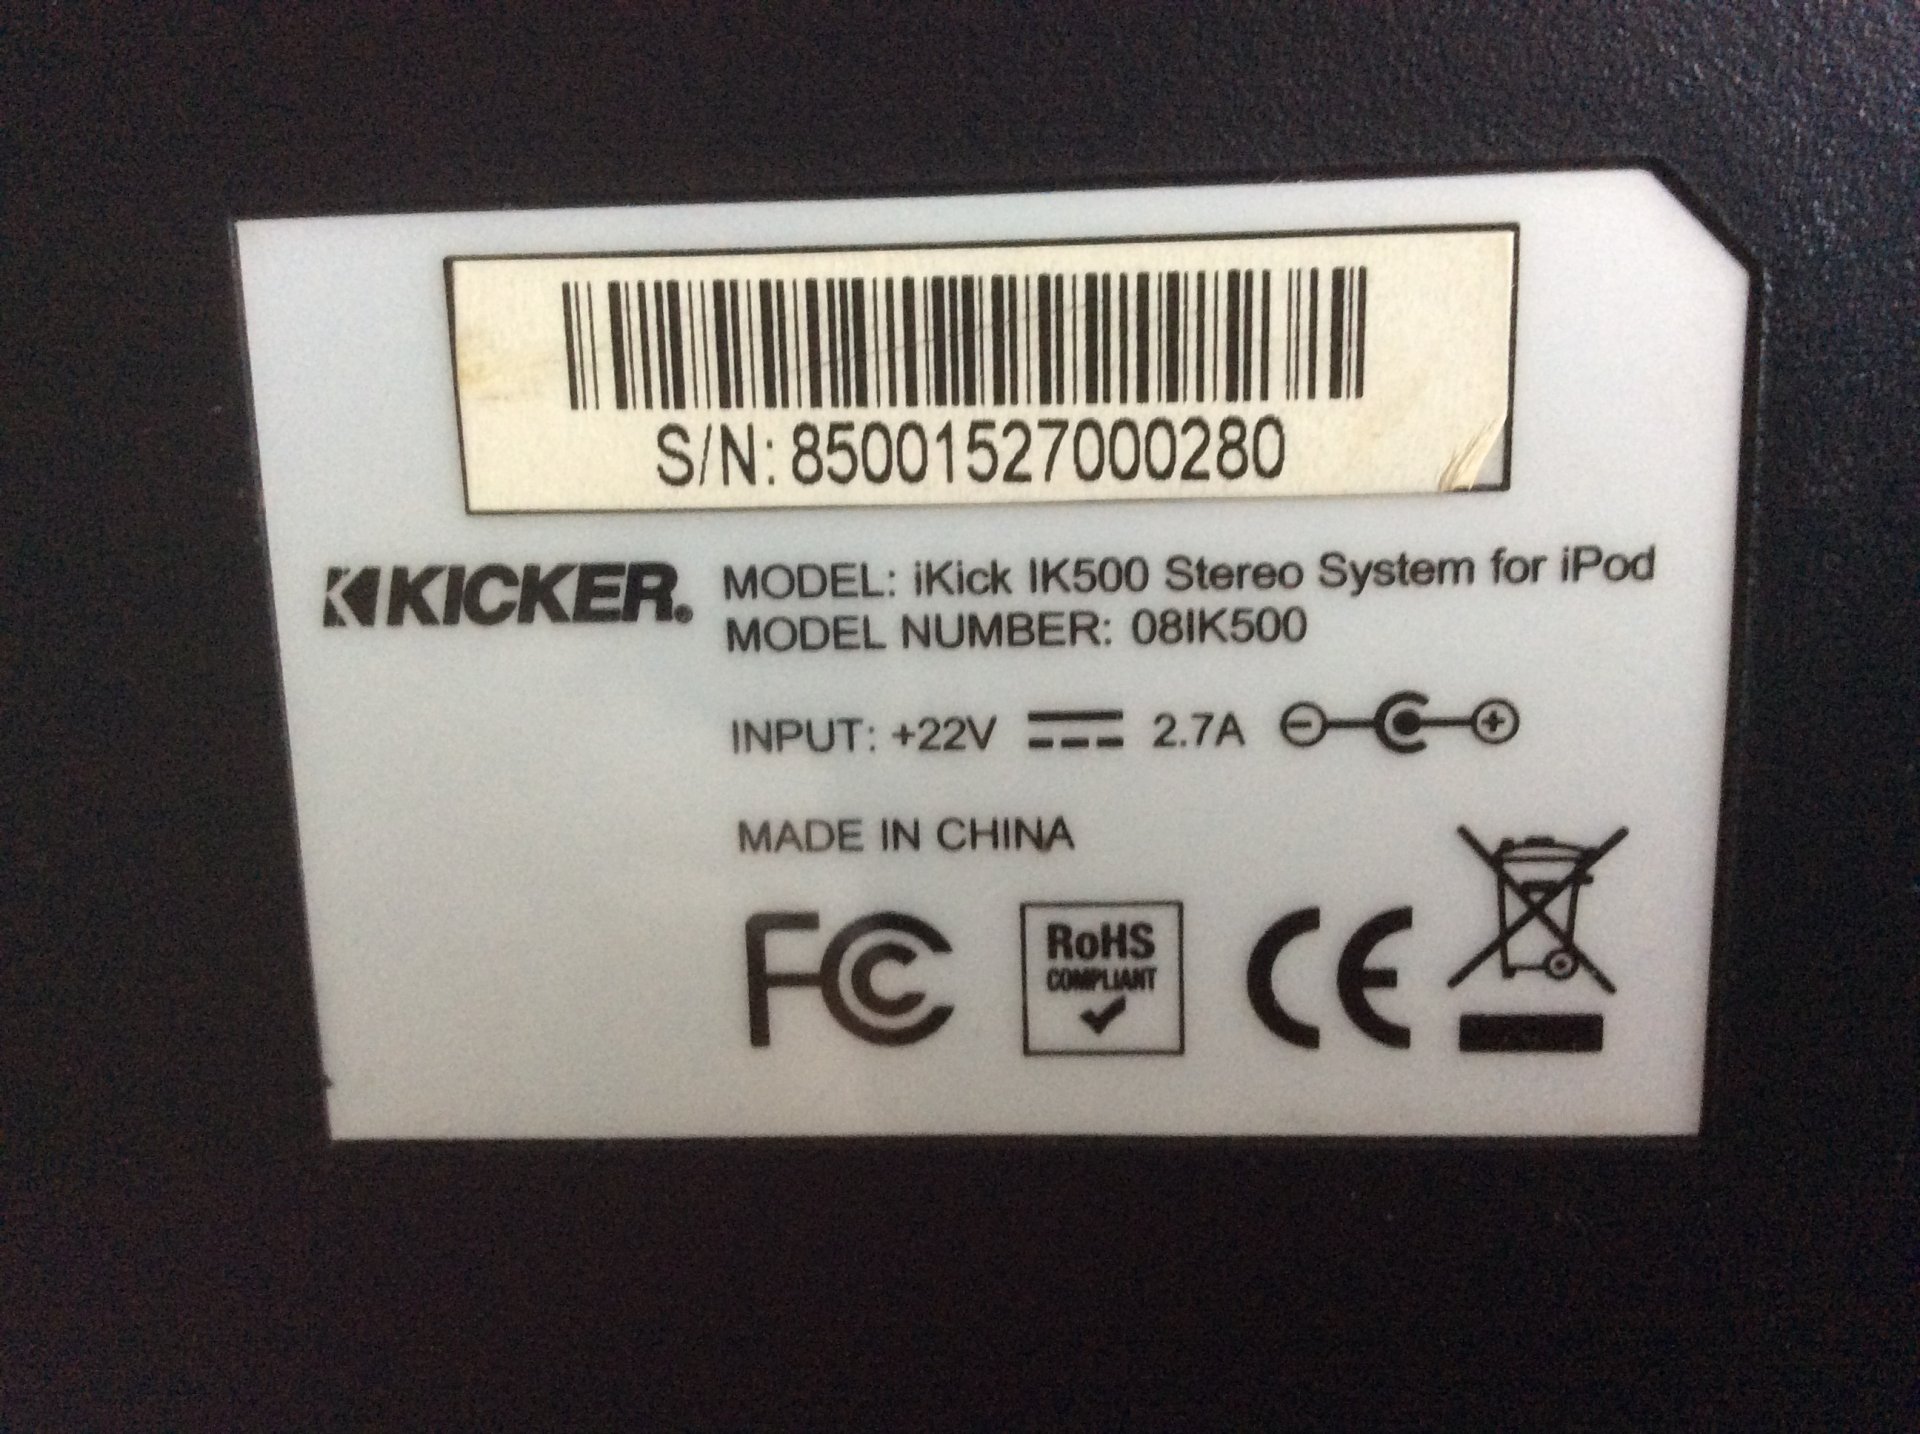 S/N: 85001527000280
KICKER®
MODEL: iKick IK500 Stereo System for iPod
MODEL NUMBER: 08IK500
INPUT: +22V ⎓ 2.7A
MADE IN CHINA
FC
RoHS
COMPLIANT
CE